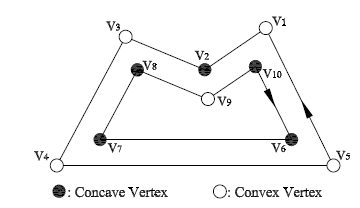 V3
V1
V8
V2
V10
V9
V7
V6
V4
V5
: Concave Vertex
: Convex Vertex